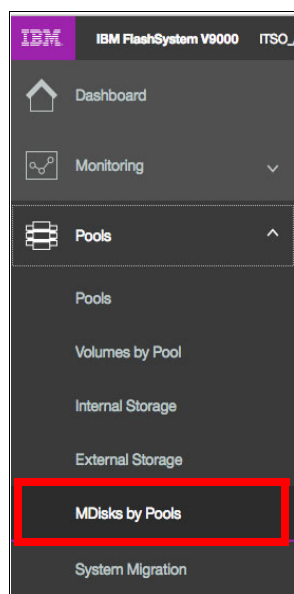 IBM IBM FlashSystem V9000 ITSO_
Dashboard
Monitoring
Pools
Pools
Volumes by Pool
Internal Storage
External Storage
MDisks by Pools
System Migration